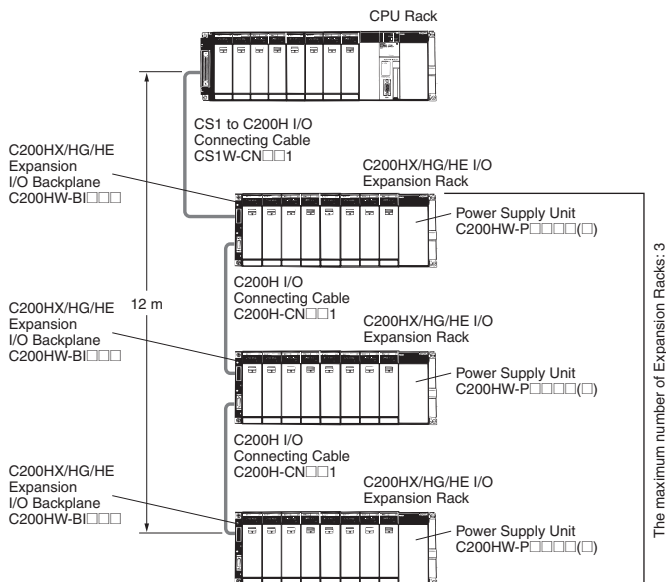 CPU Rack
CS1 to C200H I/O
Connecting Cable
CS1W-CN□□1
C200HX/HG/HE
Expansion
I/O Backplane
C200HW-BI□□□
C200HX/HG/HE I/O
Expansion Rack
Power Supply Unit
C200HW-P□□□□(□)
C200H I/O
Connecting Cable
C200H-CN□□1
12 m
C200HX/HG/HE
Expansion
I/O Backplane
C200HW-BI□□□
C200HX/HG/HE I/O
Expansion Rack
Power Supply Unit
C200HW-P□□□□(□)
C200H I/O
Connecting Cable
C200H-CN□□1
C200HX/HG/HE
Expansion
I/O Backplane
C200HW-BI□□□
C200HX/HG/HE I/O
Expansion Rack
Power Supply Unit
C200HW-P□□□□(□)
The maximum number of Expansion Racks: 3